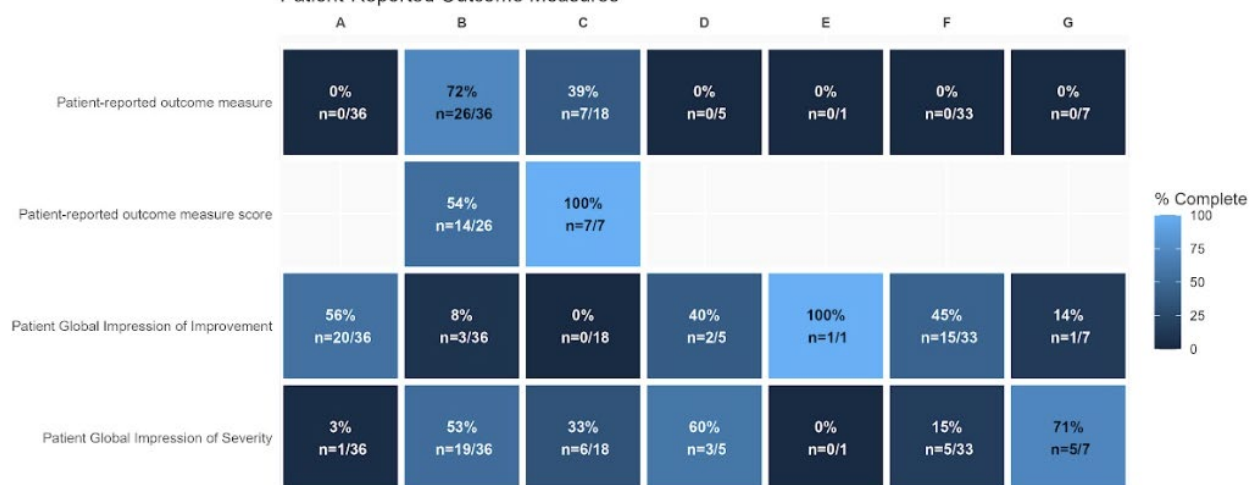 Patient-Reported Outcome Measures
A B C D E F G
Patient-reported outcome measure
0% 72% 39% 0% 0% 0% 0%
n=0/36 n=26/36 n=7/18 n=0/5 n=0/1 n=0/33 n=0/7
Patient-reported outcome measure score
54% 100%
n=14/26 n=7/7
Patient Global Impression of Improvement
56% 8% 0% 40% 100% 45% 14%
n=20/36 n=3/36 n=0/18 n=2/5 n=1/1 n=15/33 n=1/7
Patient Global Impression of Severity
3% 53% 33% 60% 0% 15% 71%
n=1/36 n=19/36 n=6/18 n=3/5 n=0/1 n=5/33 n=5/7
% Complete
100
75
50
25
0